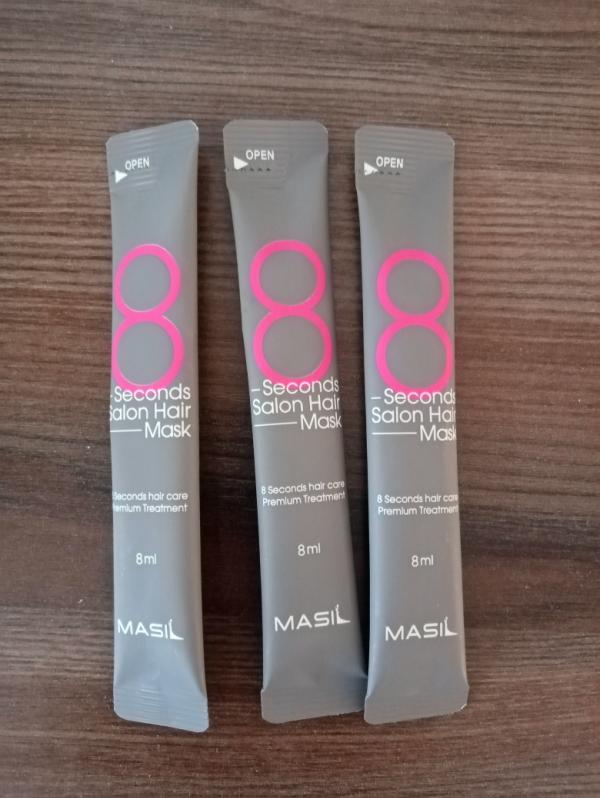 OPEN
8
Seconds
Salon Hair
Mask
8 Seconds hair care
Premium Treatment
8ml
MASIL
OPEN
8
Seconds
Salon Hair
Mask
8 Seconds hair care
Premium Treatment
8ml
MASIL
OPEN
8
Seconds
Salon Hair
Mask
8 Seconds hair care
Premium Treatment
8ml
MASIL